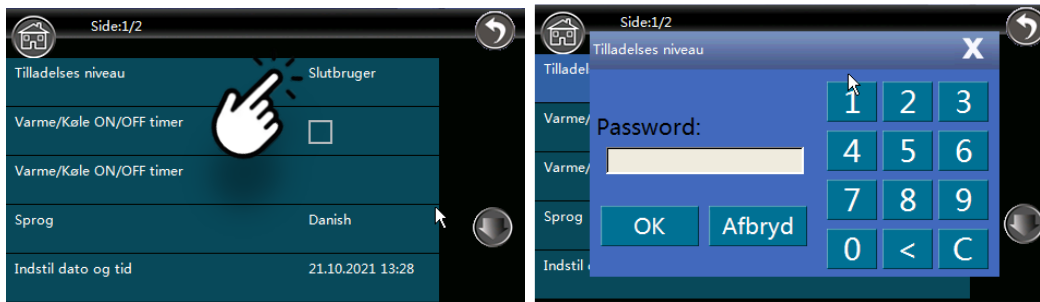 Side:1/2
Tilladelses niveau Slutbruger
Varme/Køle ON/OFF timer
Varme/Køle ON/OFF timer
Sprog Danish
Indstil dato og tid 21.10.2021 13:28
Side:1/2
Tilladelses niveau X
Tilladel
Varme/
Varme/
Sprog
Indstil
Password:
OK Afbryd
1 2 3
4 5 6
7 8 9
0 < C